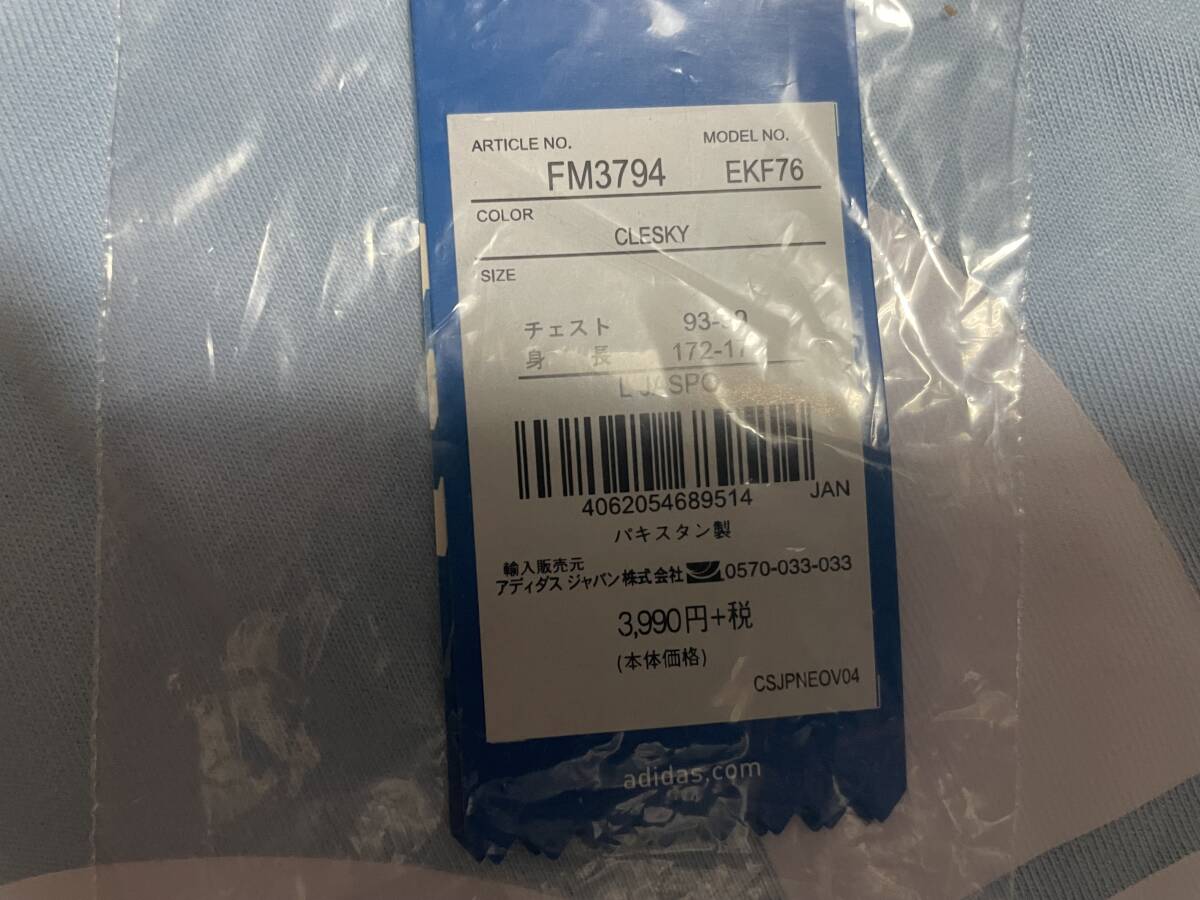 ARTICLE NO. MODEL NO.
FM3794 EKF76
COLOR
CLESKY
SIZE
チェスト
身 長
L
4062054689514 JAN
パキスタン製
輸入販売元
アディダス ジャパン株式会社 0570-033-033
3,990円+税
(本体価格)
CSJPNEOV04
adidas.com